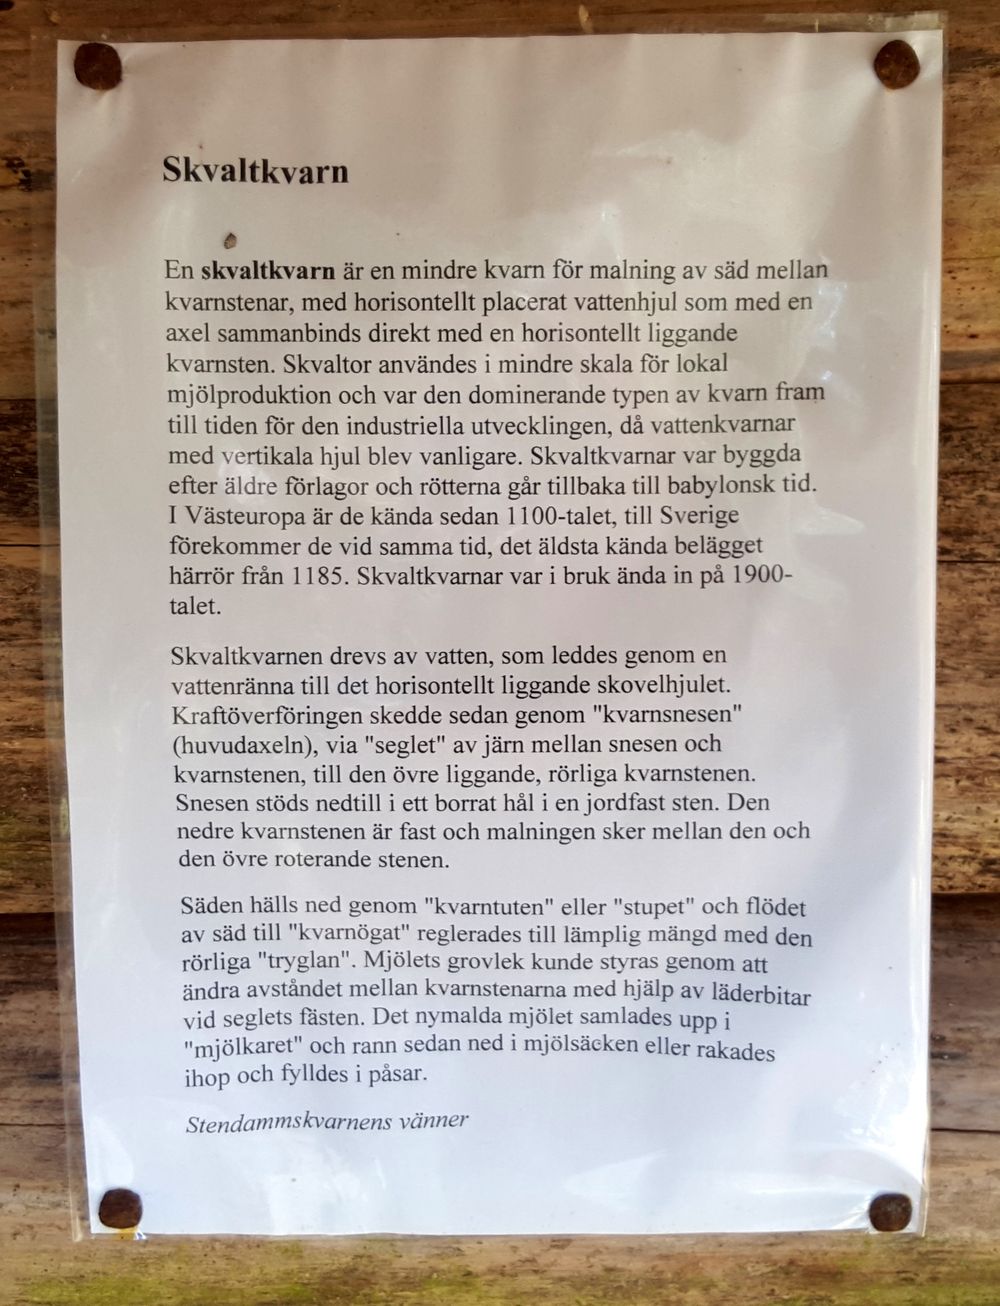 Skvaltkvarn
En skvaltkvarn är en mindre kvarn för malning av säd mellan
kvarnstenar, med horisontellt placerat vattenhjul som med en
axel sammanbinds direkt med en horisontellt liggande
kvarnsten. Skvaltor användes i mindre skala för lokal
mjölproduktion och var den dominerande typen av kvarn fram
till tiden för den industriella utvecklingen, då vattenkvarnar
med vertikala hjul blev vanligare. Skvaltkvarnar var byggda
efter äldre förlagor och rötterna går tillbaka till babylonsk tid.
I Västeuropa är de kända sedan 1100-talet, till Sverige
förekommer de vid samma tid, det äldsta kända belägget
härrör från 1185. Skvaltkvarnar var i bruk ända in på 1900-
talet.
Skvaltkvarnen drevs av vatten, som leddes genom en
vattenränna till det horisontellt liggande skovelhjulet.
Kraftöverföringen skedde sedan genom "kvarnsnesen"
(huvudaxeln), via "seglet" av järn mellan snesen och
kvarnstenen, till den övre liggande, rörliga kvarnstenen.
Snesen stöds nedtill i ett borrat hål i en jordfast sten. Den
nedre kvarnstenen är fast och malningen sker mellan den och
den övre roterande stenen.
Säden hälls ned genom "kvarntuten" eller "stupet" och flödet
av säd till "kvarnögat" reglerades till lämplig mängd med den
rörliga "tryglan". Mjölets grovlek kunde styras genom att
ändra avståndet mellan kvarnstenarna med hjälp av läderbitar
vid seglets fästen. Det nymalda mjölet samlades upp i
"mjölkaret" och rann sedan ned i mjölsäcken eller rakades
ihop och fylldes i påsar.
Stendammskvarnens vänner